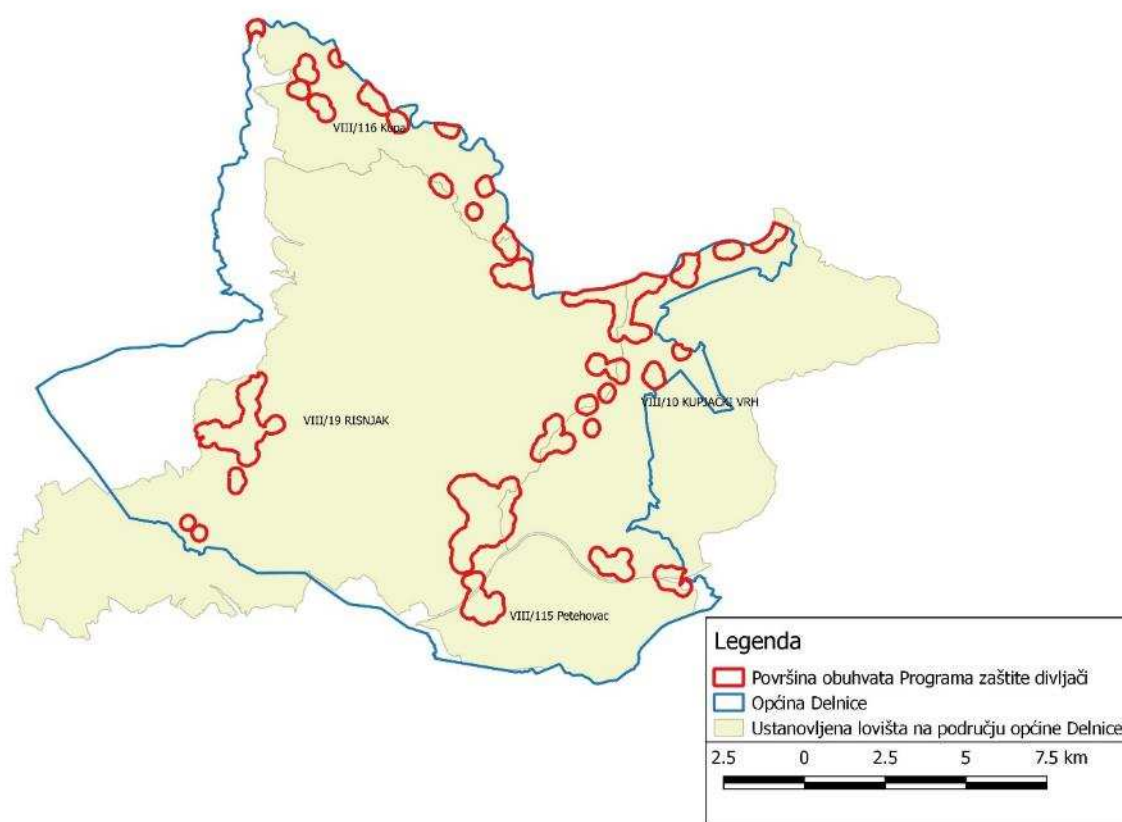 VIII/116 Kupa
VIII/19 RISNJAK
VIII/10 KUPJAČKI VRH
VIII/115 Petehovac
Legenda
Površina obuhvata Programa zaštite divljači
Općina Delnice
Ustanovljena lovišta na području općine Delnice
2.5 0 2.5 5 7.5 km